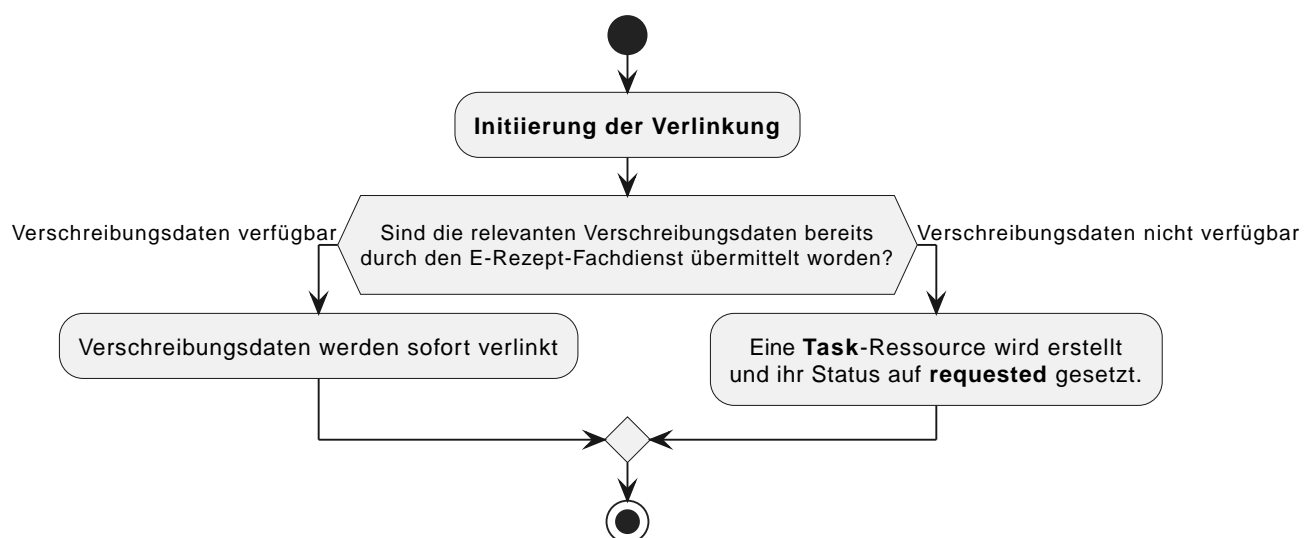 Initiierung der Verlinkung
Verschreibungsdaten verfügbar
Sind die relevanten Verschreibungsdaten bereits
durch den E-Rezept-Fachdienst übermittelt worden?
Verschreibungsdaten nicht verfügbar
Verschreibungsdaten werden sofort verlinkt
Eine Task-Ressource wird erstellt
und ihr Status auf requested gesetzt.